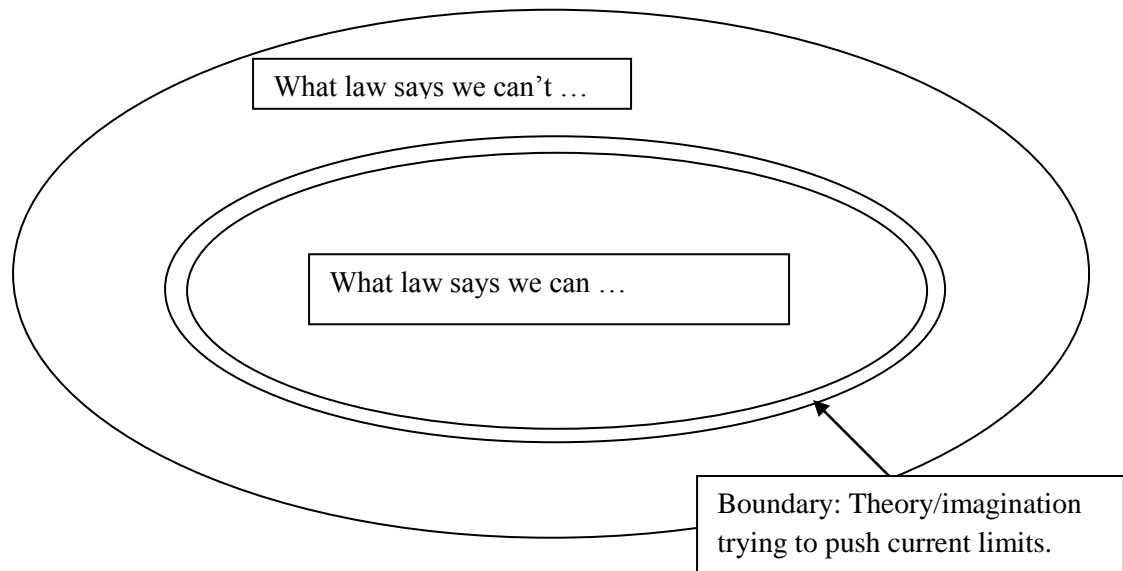 What law says we can’t …
What law says we can …
Boundary: Theory/imagination
trying to push current limits.